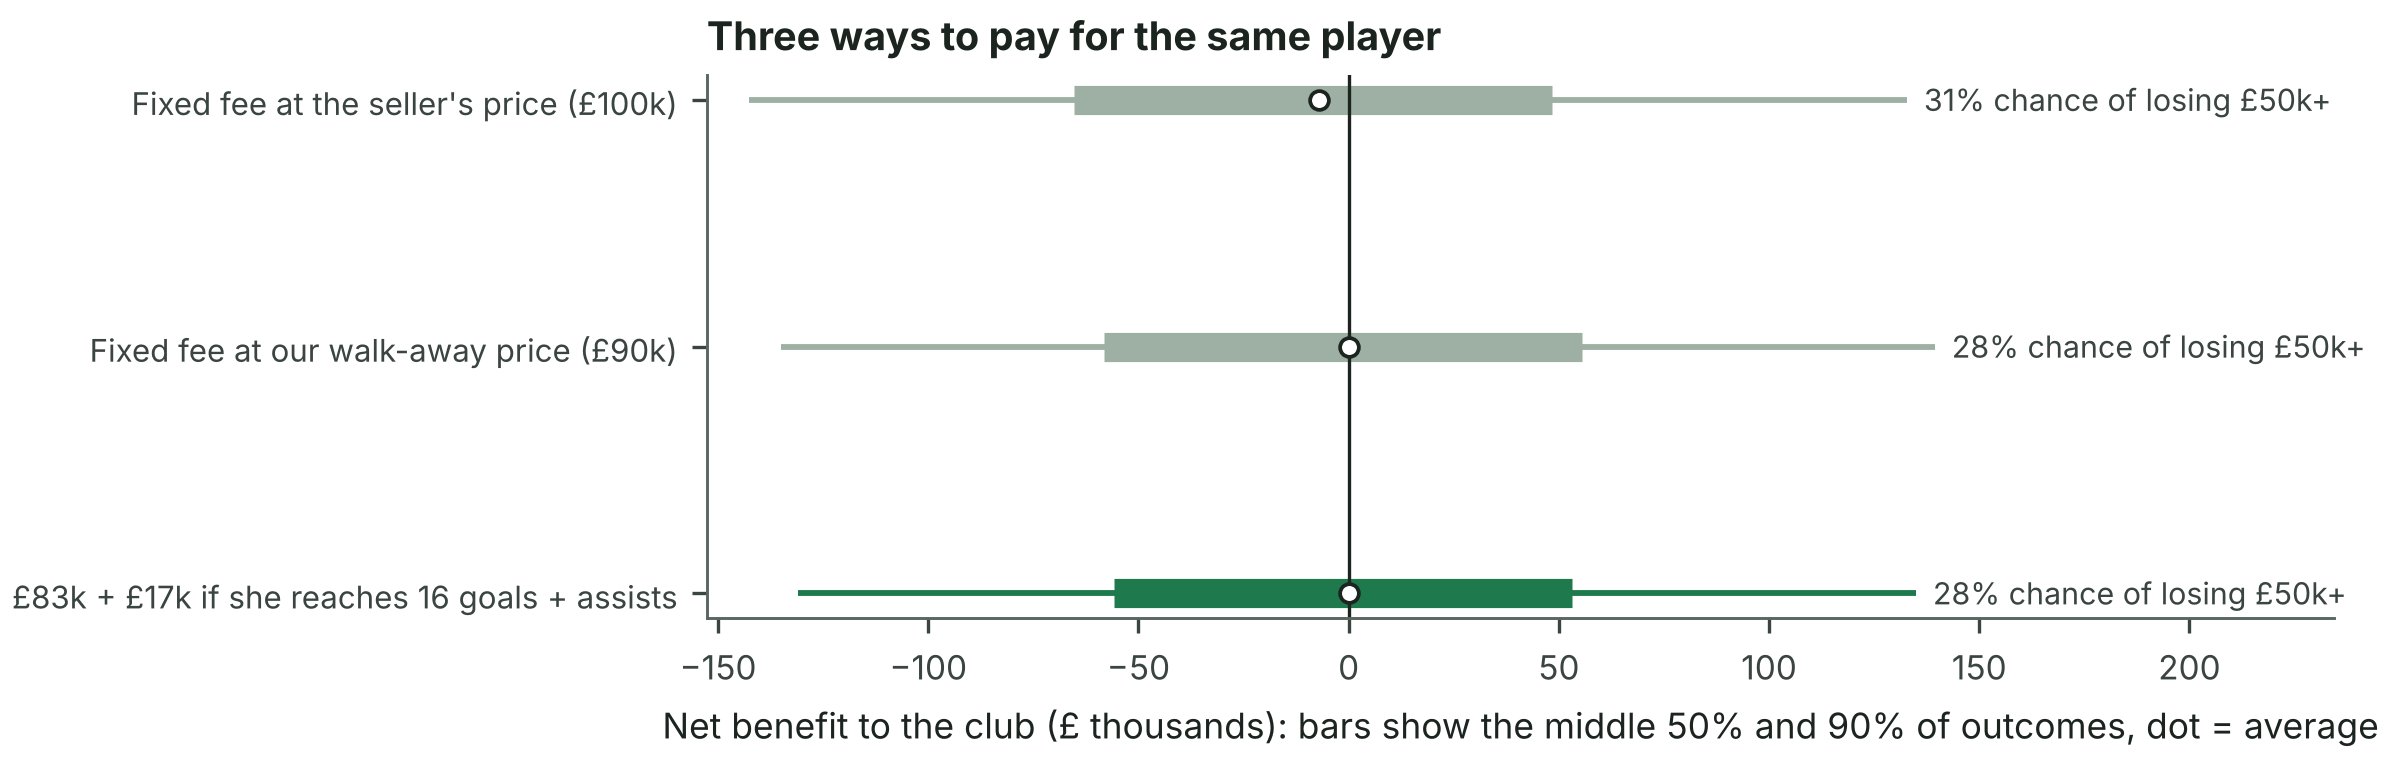 Three ways to pay for the same player
Fixed fee at the seller's price (£100k)
31% chance of losing £50k+
Fixed fee at our walk-away price (£90k)
28% chance of losing £50k+
£83k + £17k if she reaches 16 goals + assists
28% chance of losing £50k+
−150 −100 −50 0 50 100 150 200
Net benefit to the club (£ thousands): bars show the middle 50% and 90% of outcomes, dot = average